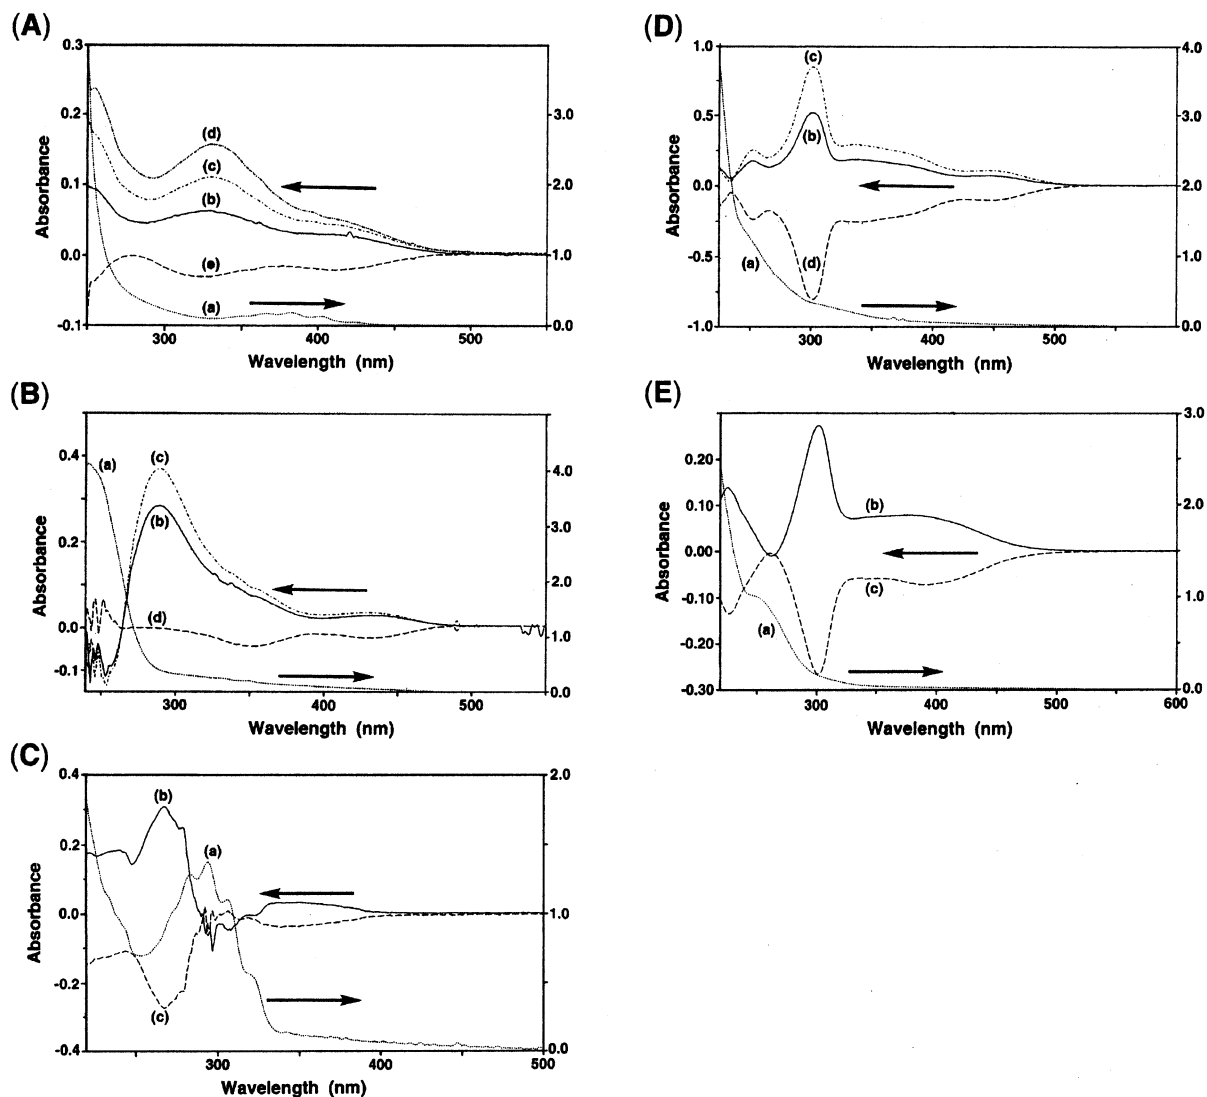 (A)
0.3
0.2
0.1
0.0
-0.1
Absorbance
3.0
2.0
1.0
0.0
(d)
(c)
(b)
(e)
(a)
300
400
500
Wavelength (nm)
(B)
0.4
0.2
0.0
-0.1
Absorbance
4.0
3.0
2.0
1.0
0.0
(a)
(c)
(b)
(d)
300
400
500
Wavelength (nm)
(C)
0.4
0.2
0.0
-0.2
-0.4
Absorbance
2.0
1.0
0.0
(b)
(a)
(c)
300
400
500
Wavelength (nm)
(D)
1.0
0.5
0.0
-0.5
-1.0
Absorbance
4.0
3.0
2.0
1.0
0.0
(c)
(b)
(a)
(d)
300
400
500
Wavelength (nm)
(E)
0.20
0.10
0.00
-0.10
-0.20
-0.30
Absorbance
3.0
2.0
1.0
0.0
(b)
(c)
(a)
300
400
500
600
Wavelength (nm)